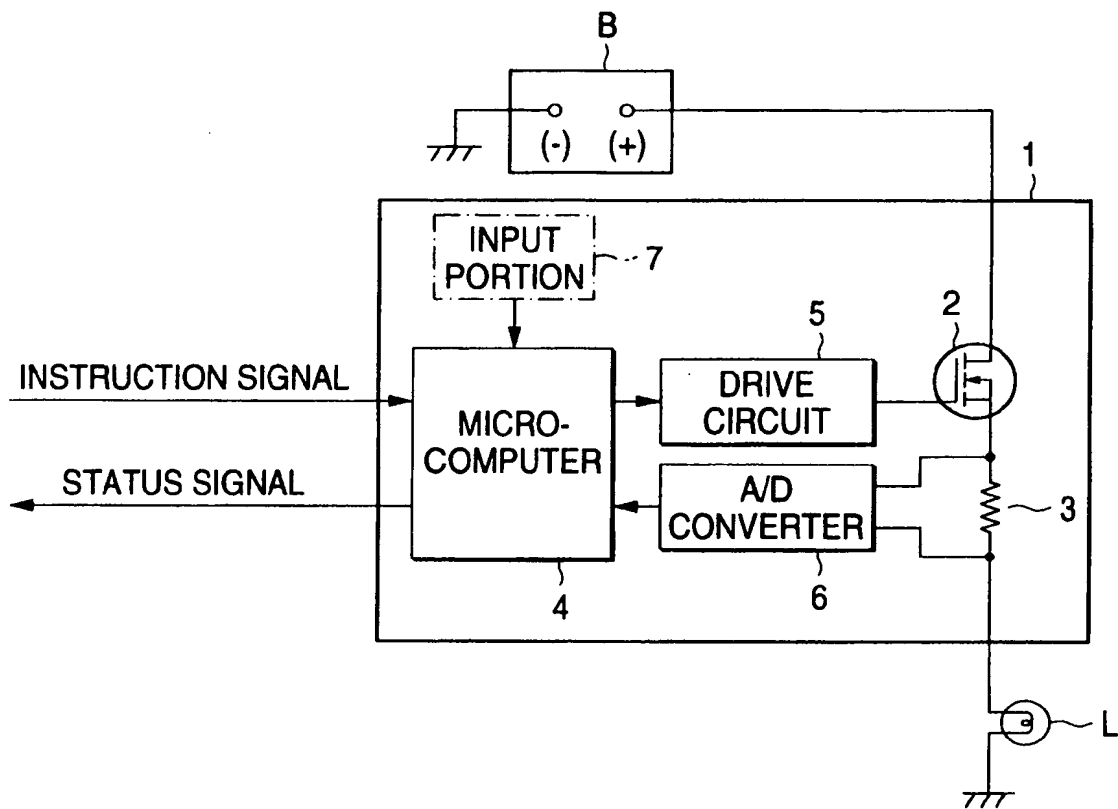 B
(-) (+)
1
INPUT
PORTION
7
2
5
INSTRUCTION SIGNAL
DRIVE
CIRCUIT
MICRO-
COMPUTER
STATUS SIGNAL
A/D
CONVERTER
3
4
6
L